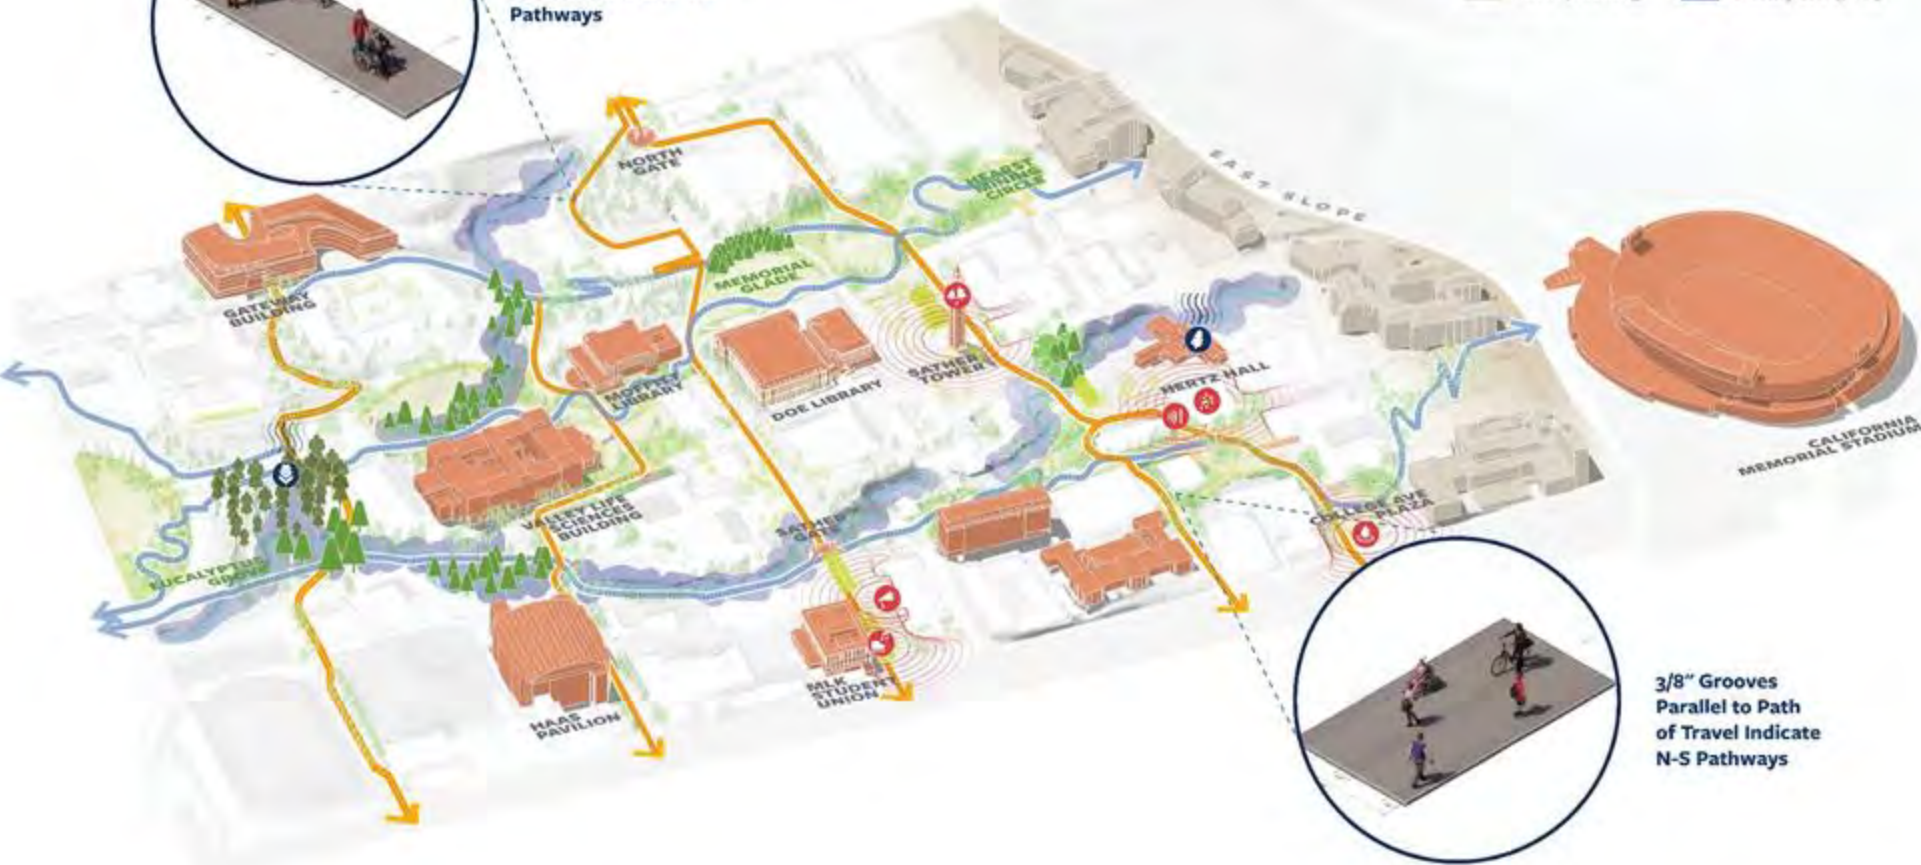 Pathways
NORTH
GATE
HEARST
MINING
CIRCLE
EAST SLOPE
GATEWAY
BUILDING
MEMORIAL
GLADE
MOFFITT
LIBRARY
DOE LIBRARY
SATHER
TOWER
HERTZ HALL
CALIFORNIA
MEMORIAL STADIUM
VALLEY LIFE
SCIENCES
BUILDING
SATHER
GATE
COLLEGE AVE
PLAZA
EUCALYPTUS
GROVE
MLK
STUDENT
UNION
HAAS
PAVILION
3/8" Grooves
Parallel to Path
of Travel Indicate
N-S Pathways